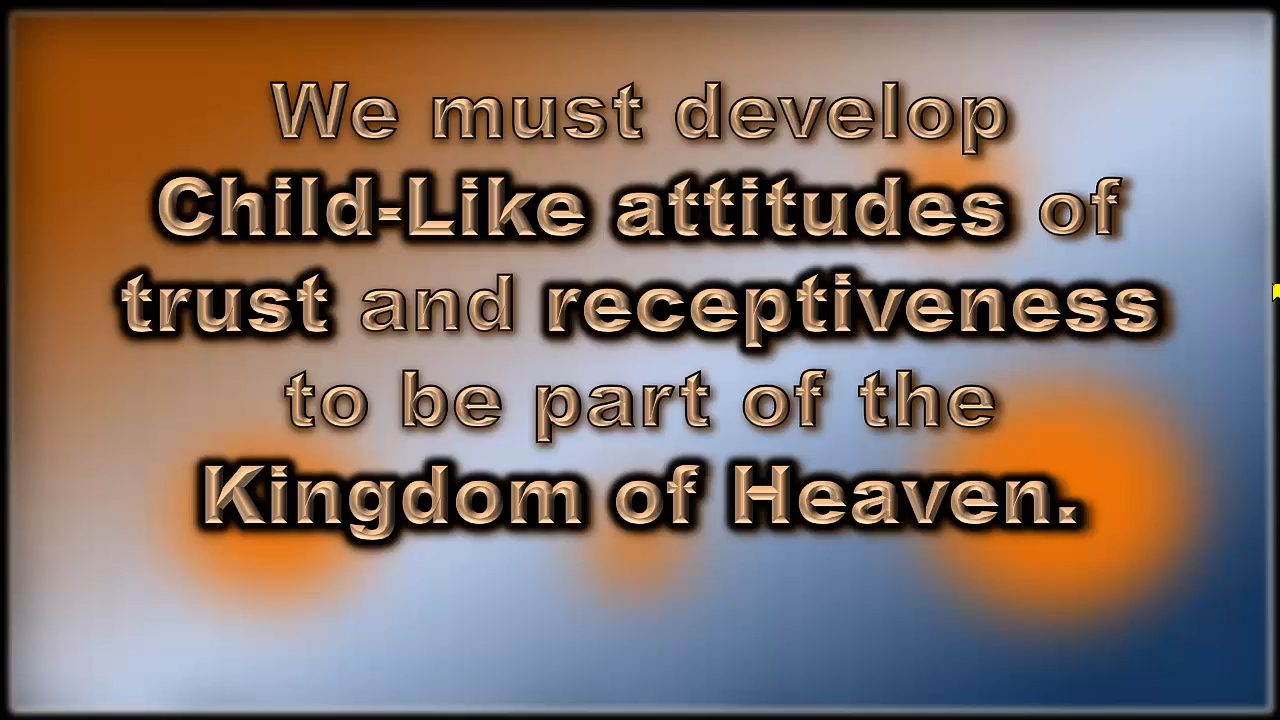 We must develop
Child-Like attitudes of
trust and receptiveness
to be part of the
Kingdom of Heaven.